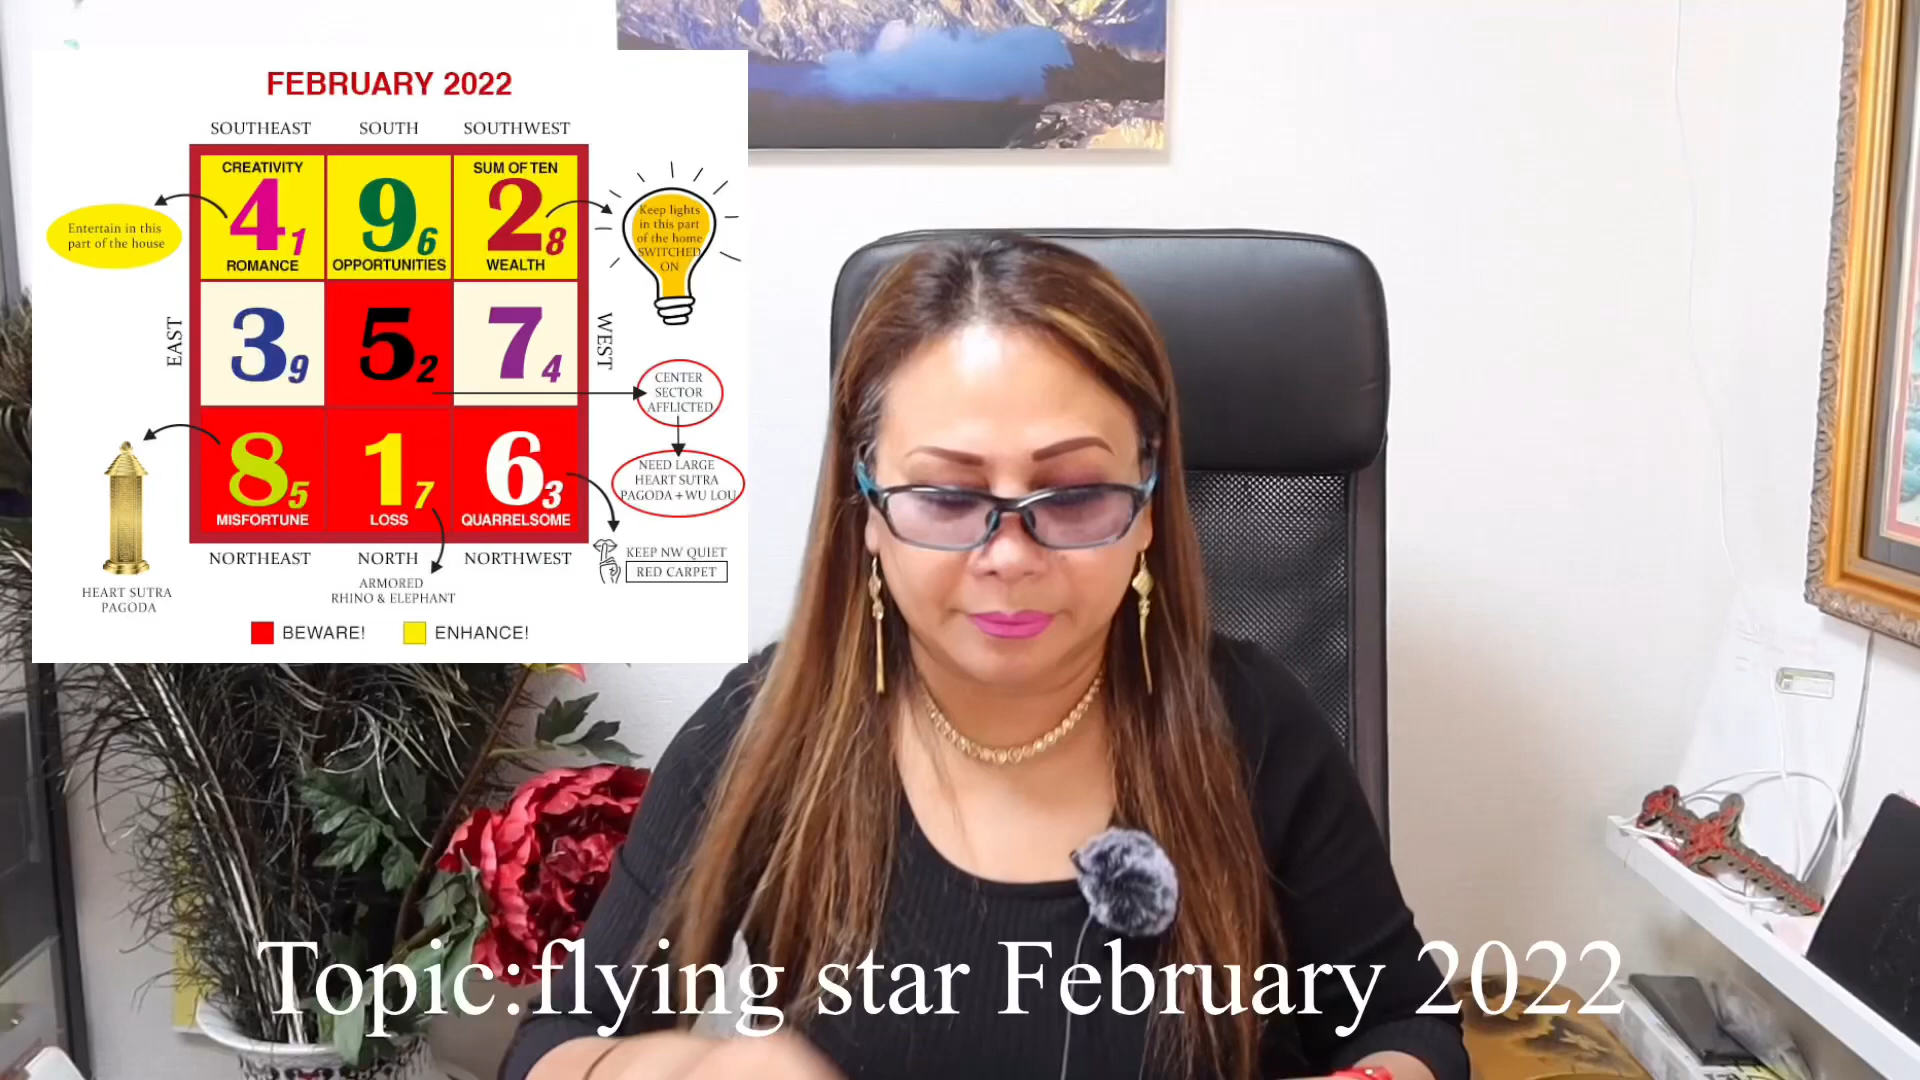 FEBRUARY 2022
SOUTHEAST SOUTH SOUTHWEST
CREATIVITY
4 1
ROMANCE
9 6
OPPORTUNITIES
SUM OF TEN
2 8
WEALTH
Entertain in this
part of the house
Keep lights
in this part
of the home
SWITCHED
ON
EAST
3 9
5 2
7 4
WEST
CENTER
SECTOR
AFFLICTED
NEED LARGE
HEART SUTRA
PAGODA + WU LOU
8 5
MISFORTUNE
1 7
LOSS
6 3
QUARRELSOME
NORTHEAST NORTH NORTHWEST
KEEP NW QUIET
RED CARPET
HEART SUTRA
PAGODA
ARMORED
RHINO & ELEPHANT
BEWARE! ENHANCE!
Topic:flying star February 2022